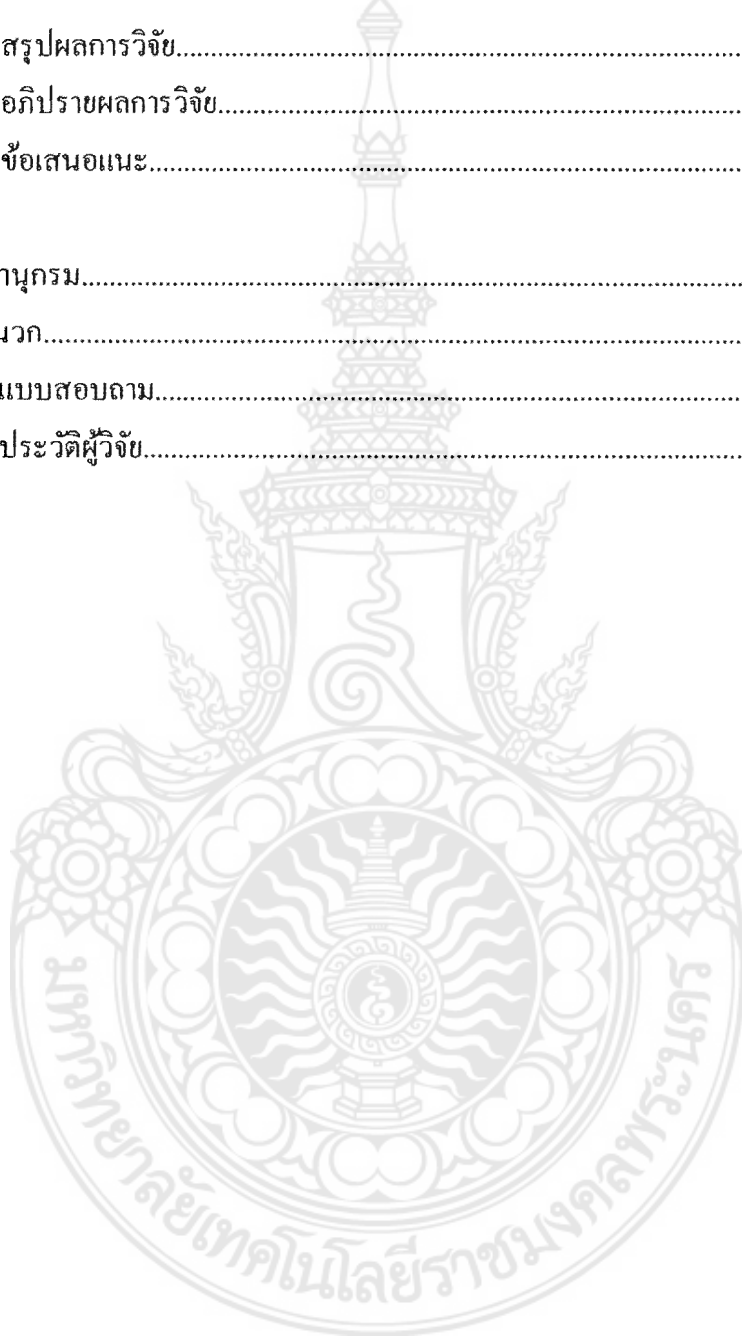 สรุปผลการวิจัย
อภิปรายผลการวิจัย
ข้อเสนอแนะ
านุกรม
นวก
แบบสอบถาม
ประวัติผู้วิจัย
มหาวิทยาลัยเทคโนโลยีราชมงคลพระนคร